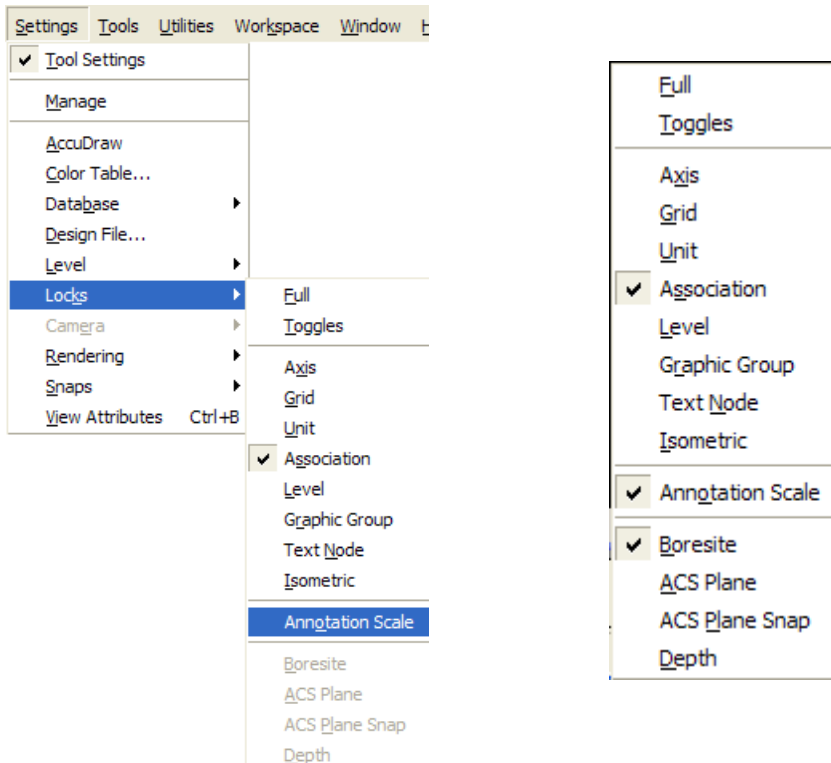 Settings Tools Utilities Workspace Window
Tool Settings
Manage
AccuDraw
Color Table...
Database
Design File...
Level
Locks
Camera
Rendering
Snaps
View Attributes Ctrl+B
Full
Toggles
Axis
Grid
Unit
Association
Level
Graphic Group
Text Node
Isometric
Annotation Scale
Boresite
ACS Plane
ACS Plane Snap
Depth
Full
Toggles
Axis
Grid
Unit
Association
Level
Graphic Group
Text Node
Isometric
Annotation Scale
Boresite
ACS Plane
ACS Plane Snap
Depth